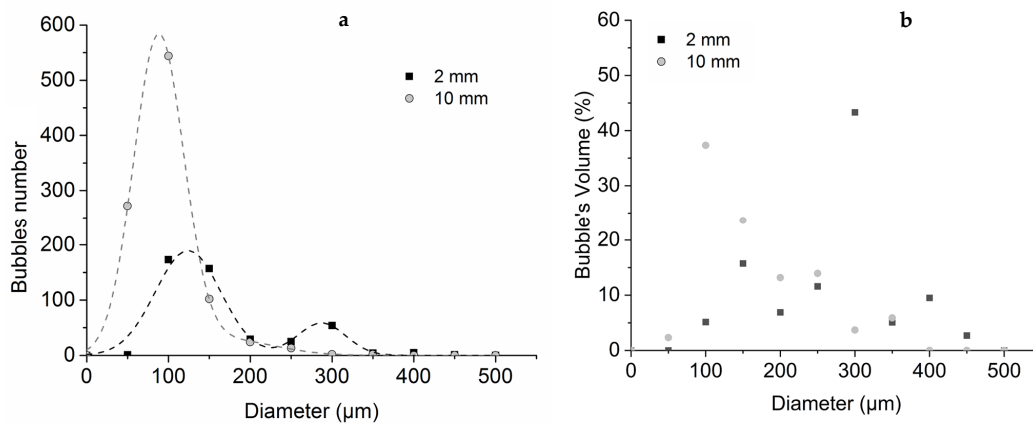 a
600
500
400
300
200
100
0
Bubbles number
2 mm
10 mm
0 100 200 300 400 500
Diameter (µm)
b
60
50
40
30
20
10
0
Bubble's Volume (%)
2 mm
10 mm
0 100 200 300 400 500
Diameter (µm)